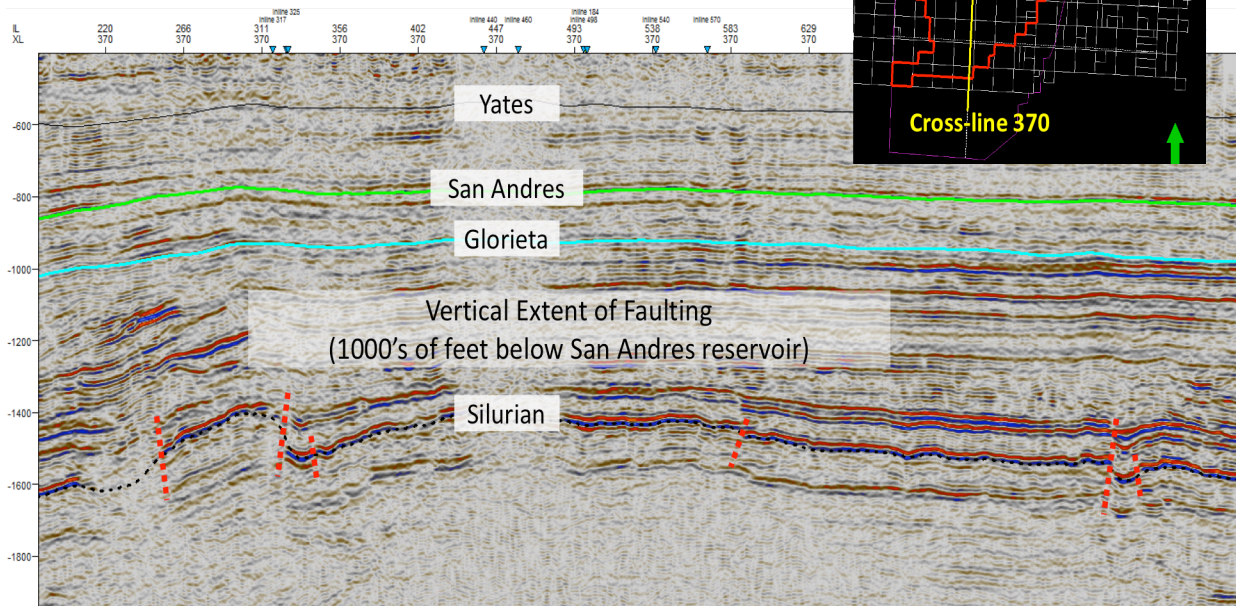 Inline 325
Inline 317
Inline 440 Inline 460
Inline 184
Inline 498
Inline 540 Inline 570
IL 220 266 311 356 402 447 493 538 583 629
XL 370 370 370 370 370 370 370 370 370 370
Cross-line 370
Yates
-600
San Andres
-800
Glorieta
-1000
Vertical Extent of Faulting
-1200
(1000's of feet below San Andres reservoir)
Silurian
-1400
-1600
-1800